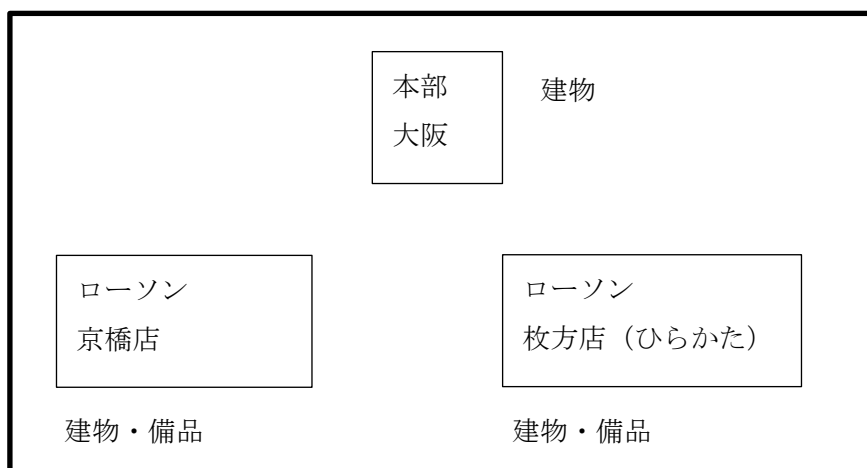 本部
大阪
建物
ローソン
京橋店
建物・備品
ローソン
枚方店（ひらかた）
建物・備品